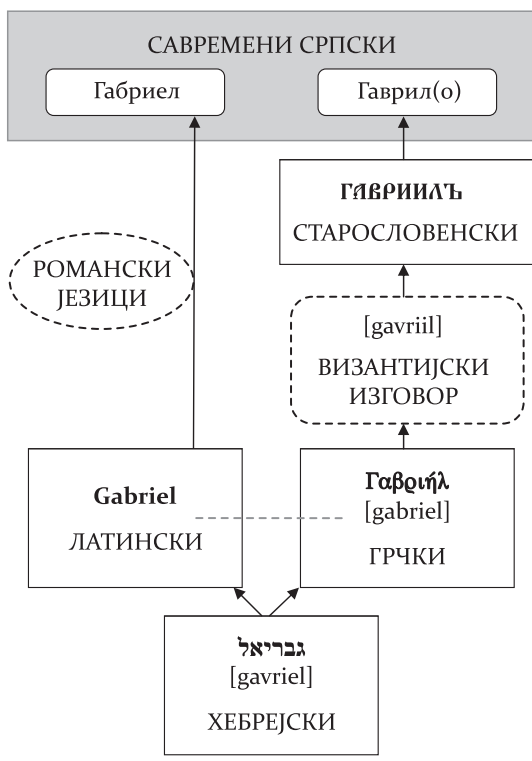 САВРЕМЕНИ СРПСКИ
Габриел
Гаврил(о)
ГАВРИИЛЪ
СТАРОСЛОВЕНСКИ
РОМАНСКИ
ЈЕЗИЦИ
[gavriil]
ВИЗАНТИЈСКИ
ИЗГОВОР
Gabriel
ЛАТИНСКИ
Γαβριήλ
[gabriel]
ГРЧКИ
גבריאל
[gavriel]
ХЕБРЕЈСКИ